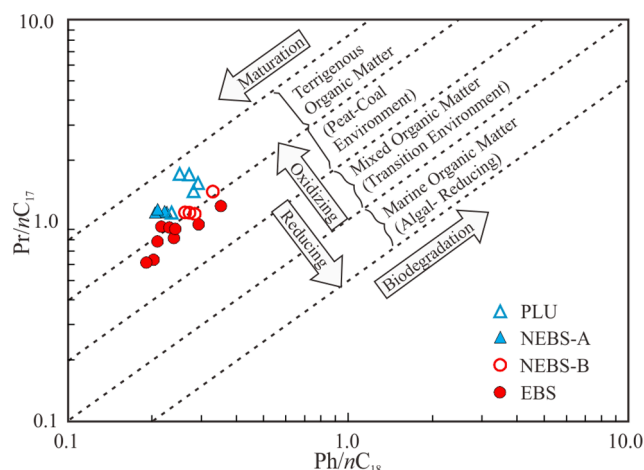 10.0
1.0
0.1
Pr/nC17
0.1
1.0
10.0
Ph/nC18
Maturation
Terrigenous
Organic Matter
(Peat-Coal
Environment)
Mixed Organic Matter
(Transition Environment)
Marine Organic Matter
(Algal- Reducing)
Oxidizing
Reducing
Biodegradation
PLU
NEBS-A
NEBS-B
EBS